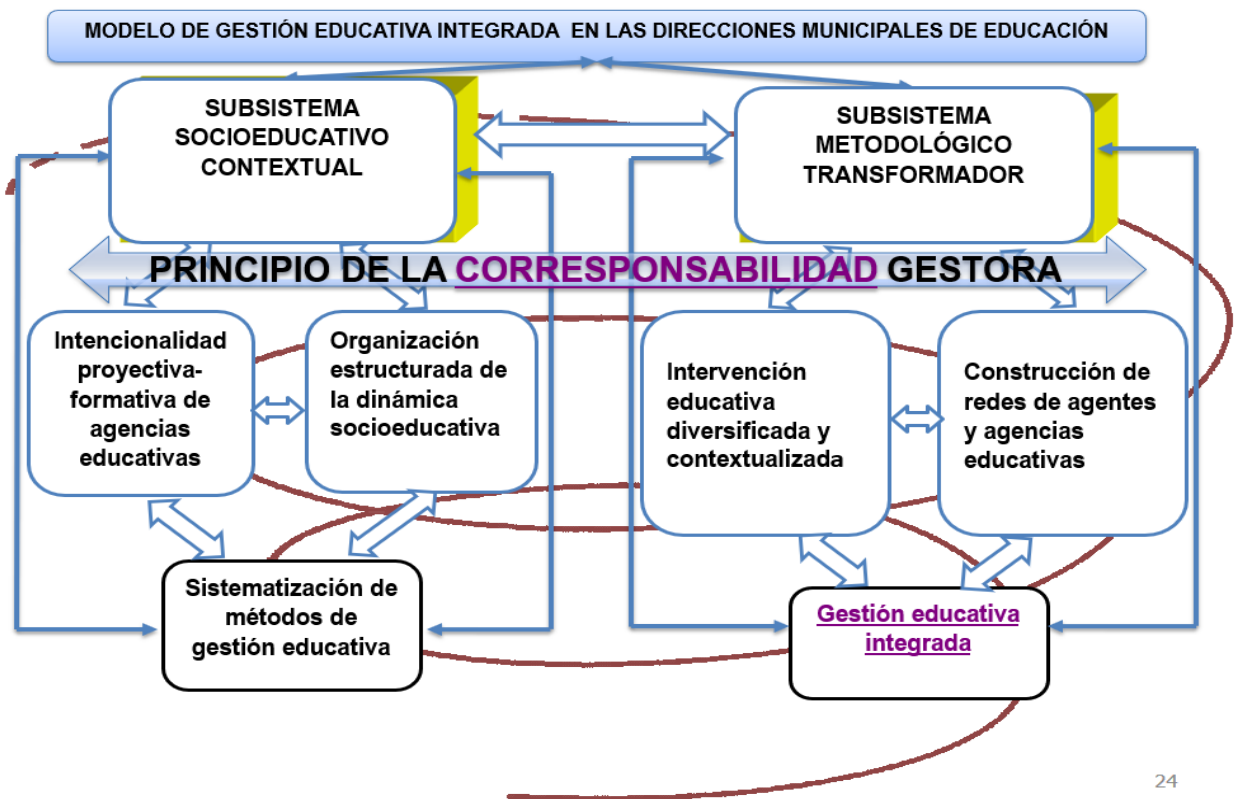 MODELO DE GESTIÓN EDUCATIVA INTEGRADA EN LAS DIRECCIONES MUNICIPALES DE EDUCACIÓN
SUBSISTEMA
SOCIOEDUCATIVO
CONTEXTUAL
SUBSISTEMA
METODOLÓGICO
TRANSFORMADOR
PRINCIPIO DE LA CORRESPONSABILIDAD GESTORA
Intencionalidad
proyectiva-
formativa de
agencias
educativas
Organización
estructurada de
la dinámica
socioeducativa
Intervención
educativa
diversificada y
contextualizada
Construcción de
redes de agentes
y agencias
educativas
Sistematización de
métodos de
gestión educativa
Gestión educativa
integrada
24